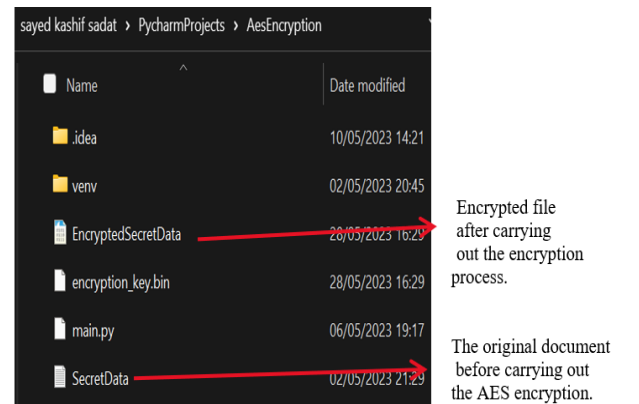 sayed kashif sadat > PycharmProjects > AesEncryption
Name Date modified
.idea 10/05/2023 14:21
venv 02/05/2023 20:45
EncryptedSecretData 28/05/2023 16:29
encryption_key.bin 28/05/2023 16:29
main.py 06/05/2023 19:17
SecretData 02/05/2023 21:29
Encrypted file
after carrying
out the encryption
process.
The original document
before carrying out
the AES encryption.